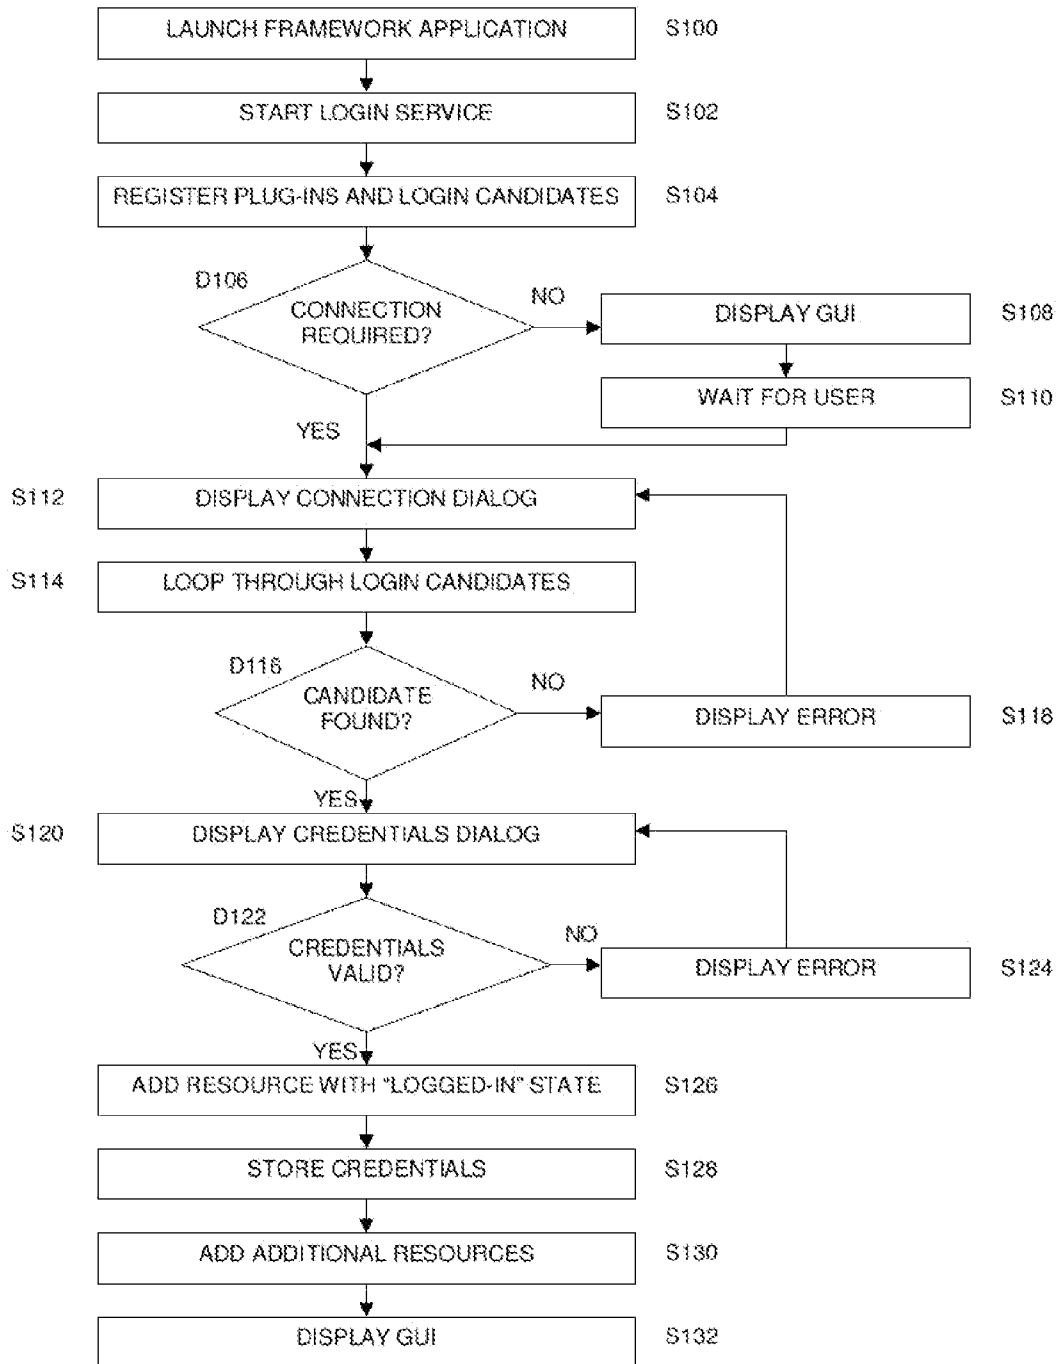 LAUNCH FRAMEWORK APPLICATION
S100
START LOGIN SERVICE
S102
REGISTER PLUG-INS AND LOGIN CANDIDATES
S104
D106
CONNECTION
REQUIRED?
NO
DISPLAY GUI
S108
WAIT FOR USER
S110
YES
S112
DISPLAY CONNECTION DIALOG
S114
LOOP THROUGH LOGIN CANDIDATES
D116
CANDIDATE
FOUND?
NO
DISPLAY ERROR
S118
YES
S120
DISPLAY CREDENTIALS DIALOG
D122
CREDENTIALS
VALID?
NO
DISPLAY ERROR
S124
YES
ADD RESOURCE WITH "LOGGED-IN" STATE
S126
STORE CREDENTIALS
S128
ADD ADDITIONAL RESOURCES
S130
DISPLAY GUI
S132